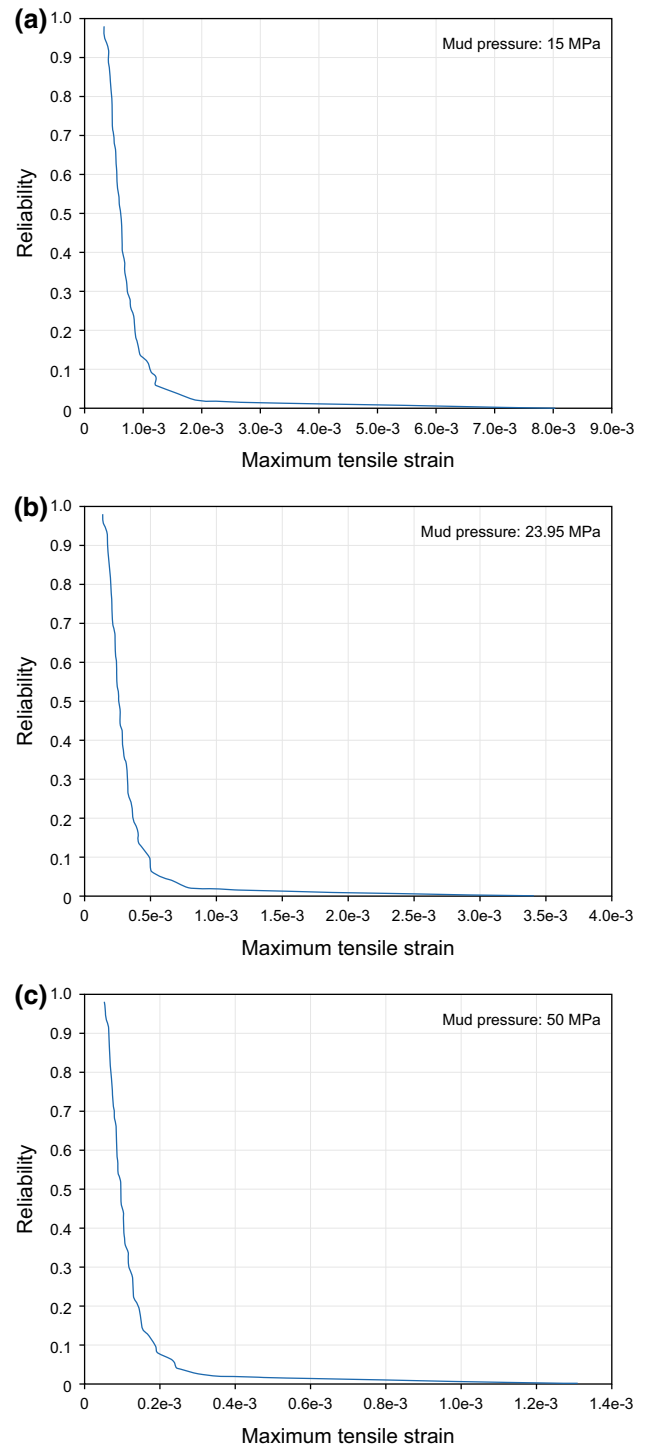 (a)
Mud pressure: 15 MPa
1.0
0.9
0.8
0.7
0.6
0.5
0.4
0.3
0.2
0.1
0
Reliability
0 1.0e-3 2.0e-3 3.0e-3 4.0e-3 5.0e-3 6.0e-3 7.0e-3 8.0e-3 9.0e-3
Maximum tensile strain
(b)
Mud pressure: 23.95 MPa
1.0
0.9
0.8
0.7
0.6
0.5
0.4
0.3
0.2
0.1
0
Reliability
0 0.5e-3 1.0e-3 1.5e-3 2.0e-3 2.5e-3 3.0e-3 3.5e-3 4.0e-3
Maximum tensile strain
(c)
Mud pressure: 50 MPa
1.0
0.9
0.8
0.7
0.6
0.5
0.4
0.3
0.2
0.1
0
Reliability
0 0.2e-3 0.4e-3 0.6e-3 0.8e-3 1.0e-3 1.2e-3 1.4e-3
Maximum tensile strain